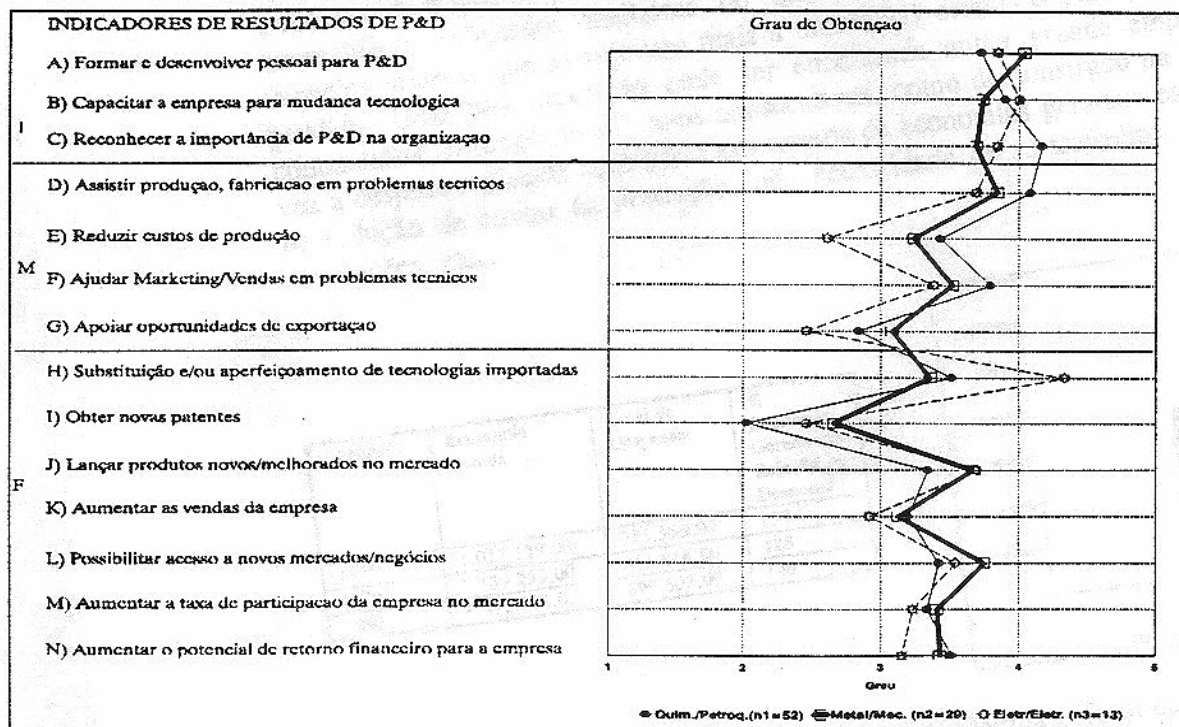 INDICADORES DE RESULTADOS DE P&D
Grau de Obtençao
A) Formar e desenvolver pessoal para P&D
B) Capacitar a empresa para mudanca tecnologica
I
C) Reconhecer a importância de P&D na organizaçao
D) Assistir produçao, fabricacao em problemas tecnicos
E) Reduzir custos de produção
M
F) Ajudar Marketing/Vendas em problemas tecnicos
G) Apoiar oportunidades de exportaçao
H) Substituição e/ou aperfeiçoamento de tecnologias importadas
I) Obter novas patentes
J) Lançar produtos novos/melhorados no mercado
F
K) Aumentar as vendas da empresa
L) Possibilitar acesso a novos mercados/negócios
M) Aumentar a taxa de participacao da empresa no mercado
N) Aumentar o potencial de retorno financeiro para a empresa
1 2 3 4 5
Grau
Quim./Petroq.(n1=52) Metal/Mec. (n2=29) Eletr/Eletr. (n3=13)